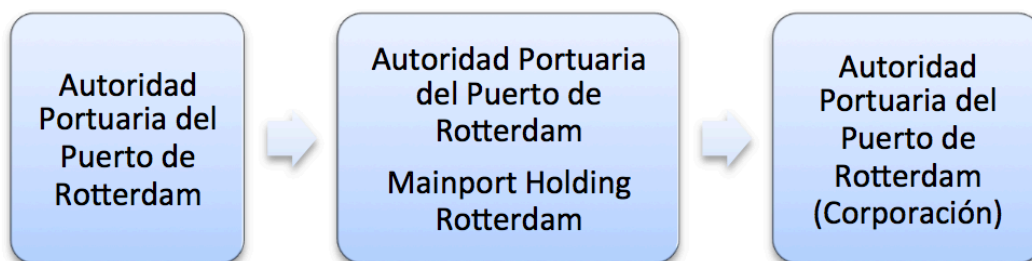 Autoridad
Portuaria del
Puerto de
Rotterdam
Autoridad Portuaria
del Puerto de
Rotterdam
Mainport Holding
Rotterdam
Autoridad
Portuaria del
Puerto de
Rotterdam
(Corporación)